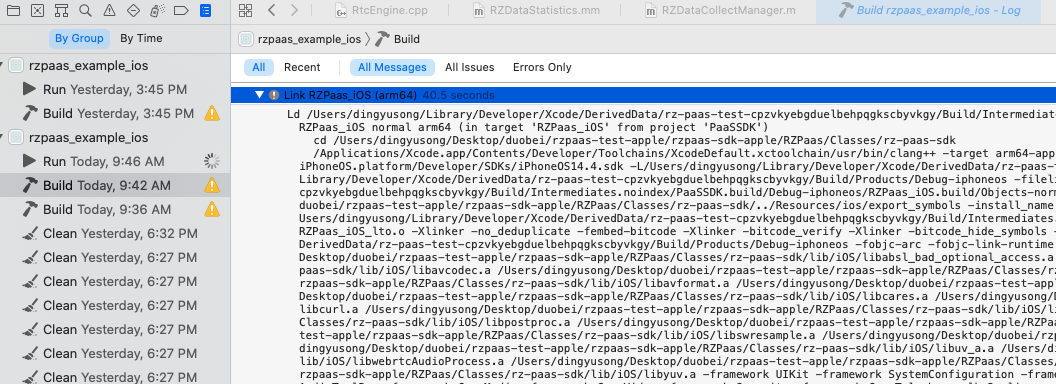 RtcEngine.cpp
RZDataStatistics.mm
RZDataCollectManager.m
Build rzpaas_example_ios - Log
By Group
By Time
rzpaas_example_ios
Run Yesterday, 3:45 PM
Build Yesterday, 3:45 PM
rzpaas_example_ios
Run Today, 9:46 AM
Build Today, 9:42 AM
Build Today, 9:36 AM
Clean Yesterday, 6:32 PM
Clean Yesterday, 6:27 PM
Clean Yesterday, 6:27 PM
Clean Yesterday, 6:27 PM
Clean Yesterday, 6:27 PM
Clean Yesterday, 6:27 PM
Clean Yesterday, 6:27 PM
rzpaas_example_ios
Build
All
Recent
All Messages
All Issues
Errors Only
Link RZPaas_iOS (arm64) 40.5 seconds
Ld /Users/dingyusong/Library/Developer/Xcode/DerivedData/rz-paas-test-cpzvkyebgduelbehpqgkscbyvkgy/Build/Intermediate
RZPaas_iOS normal arm64 (in target 'RZPaas_iOS' from project 'PaaSSDK')
cd /Users/dingyusong/Desktop/duobei/rzpaas-test-apple/rzpaas-sdk-apple/RZPaas/Classes/rz-paas-sdk
/Applications/Xcode.app/Contents/Developer/Toolchains/XcodeDefault.xctoolchain/usr/bin/clang++ -target arm64-app
iPhoneOS.platform/Developer/SDKs/iPhoneOS14.4.sdk -L/Users/dingyusong/Library/Developer/Xcode/DerivedData/rz-paa
Library/Developer/Xcode/DerivedData/rz-paas-test-cpzvkyebgduelbehpqgkscbyvkgy/Build/Products/Debug-iphoneos -fileli
cpzvkyebgduelbehpqgkscbyvkgy/Build/Intermediates.noindex/PaaSSDK.build/Debug-iphoneos/RZPaas_iOS.build/Objects-norm
duobei/rzpaas-test-apple/rzpaas-sdk-apple/RZPaas/Classes/rz-paas-sdk/../Resources/ios/export_symbols -install_name
Users/dingyusong/Library/Developer/Xcode/DerivedData/rz-paas-test-cpzvkyebgduelbehpqgkscbyvkgy/Build/Intermediates.
RZPaas_iOS_lto.o -Xlinker -no_deduplicate -fembed-bitcode -Xlinker -bitcode_verify -Xlinker -bitcode_hide_symbols -
DerivedData/rz-paas-test-cpzvkyebgduelbehpqgkscbyvkgy/Build/Products/Debug-iphoneos -fobjc-arc -fobjc-link-runtime
Desktop/duobei/rzpaas-test-apple/rzpaas-sdk-apple/RZPaas/Classes/rz-paas-sdk/lib/iOS/libabsl_bad_optional_access.a
paas-sdk/lib/iOS/libavcodec.a /Users/dingyusong/Desktop/duobei/rzpaas-test-apple/rzpaas-sdk-apple/RZPaas/Classes/r
rzpaas-sdk-apple/RZPaas/Classes/rz-paas-sdk/lib/iOS/libavformat.a /Users/dingyusong/Desktop/duobei/rzpaas-test-appl
Desktop/duobei/rzpaas-test-apple/rzpaas-sdk-apple/RZPaas/Classes/rz-paas-sdk/lib/iOS/libcares.a /Users/dingyusong/D
libcurl.a /Users/dingyusong/Desktop/duobei/rzpaas-test-apple/rzpaas-sdk-apple/RZPaas/Classes/rz-paas-sdk/lib/iOS/li
Classes/rz-paas-sdk/lib/iOS/libpostproc.a /Users/dingyusong/Desktop/duobei/rzpaas-test-apple/rzpaas-sdk-apple/RZPaa
test-apple/rzpaas-sdk-apple/RZPaas/Classes/rz-paas-sdk/lib/iOS/libswresample.a /Users/dingyusong/Desktop/duobei/rzp
dingyusong/Desktop/duobei/rzpaas-test-apple/rzpaas-sdk-apple/RZPaas/Classes/rz-paas-sdk/lib/iOS/libuv_a.a /Users/di
lib/iOS/libwebrtcAudioProcess.a /Users/dingyusong/Desktop/duobei/rzpaas-test-apple/rzpaas-sdk-apple/RZPaas/Classes
rzpaas-sdk-apple/RZPaas/Classes/rz-paas-sdk/lib/iOS/libyuv.a -framework UIKit -framework SystemConfiguration -frame